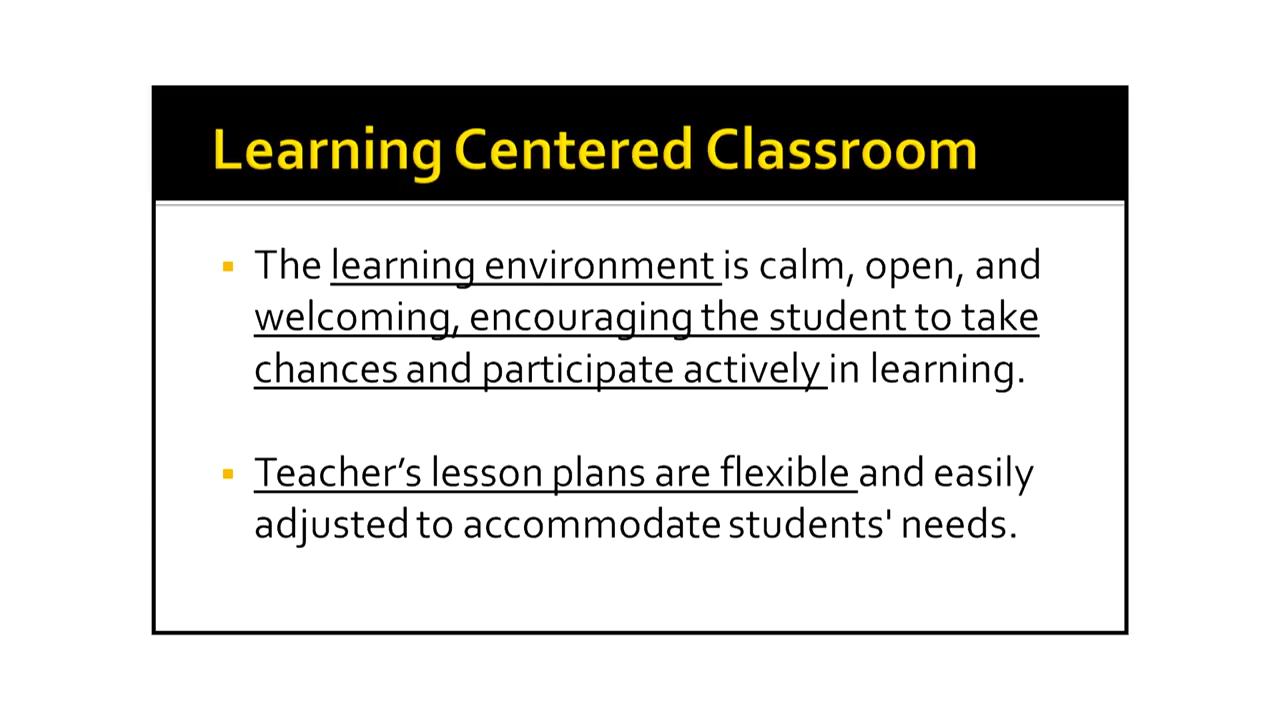 Learning Centered Classroom
The learning environment is calm, open, and
welcoming, encouraging the student to take
chances and participate actively in learning.
Teacher’s lesson plans are flexible and easily
adjusted to accommodate students' needs.